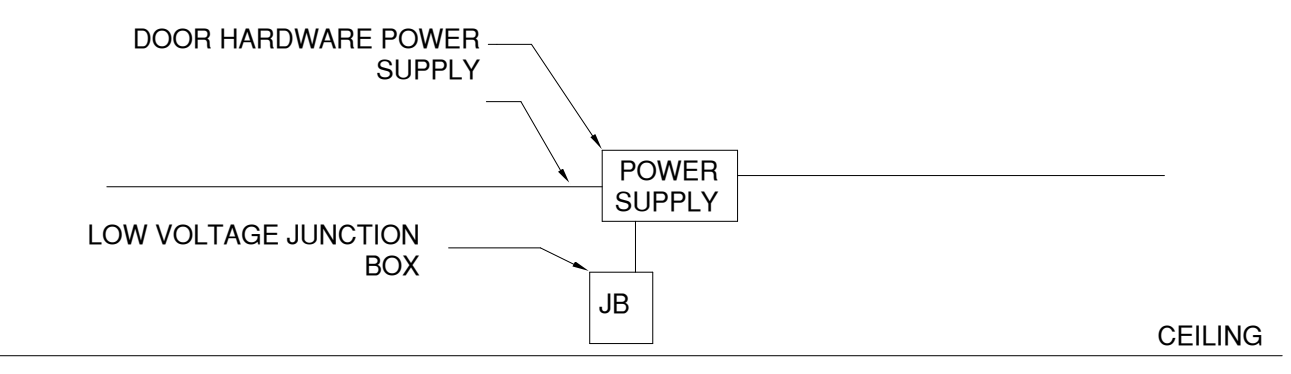 DOOR HARDWARE POWER
SUPPLY
POWER
SUPPLY
LOW VOLTAGE JUNCTION
BOX
JB
CEILING